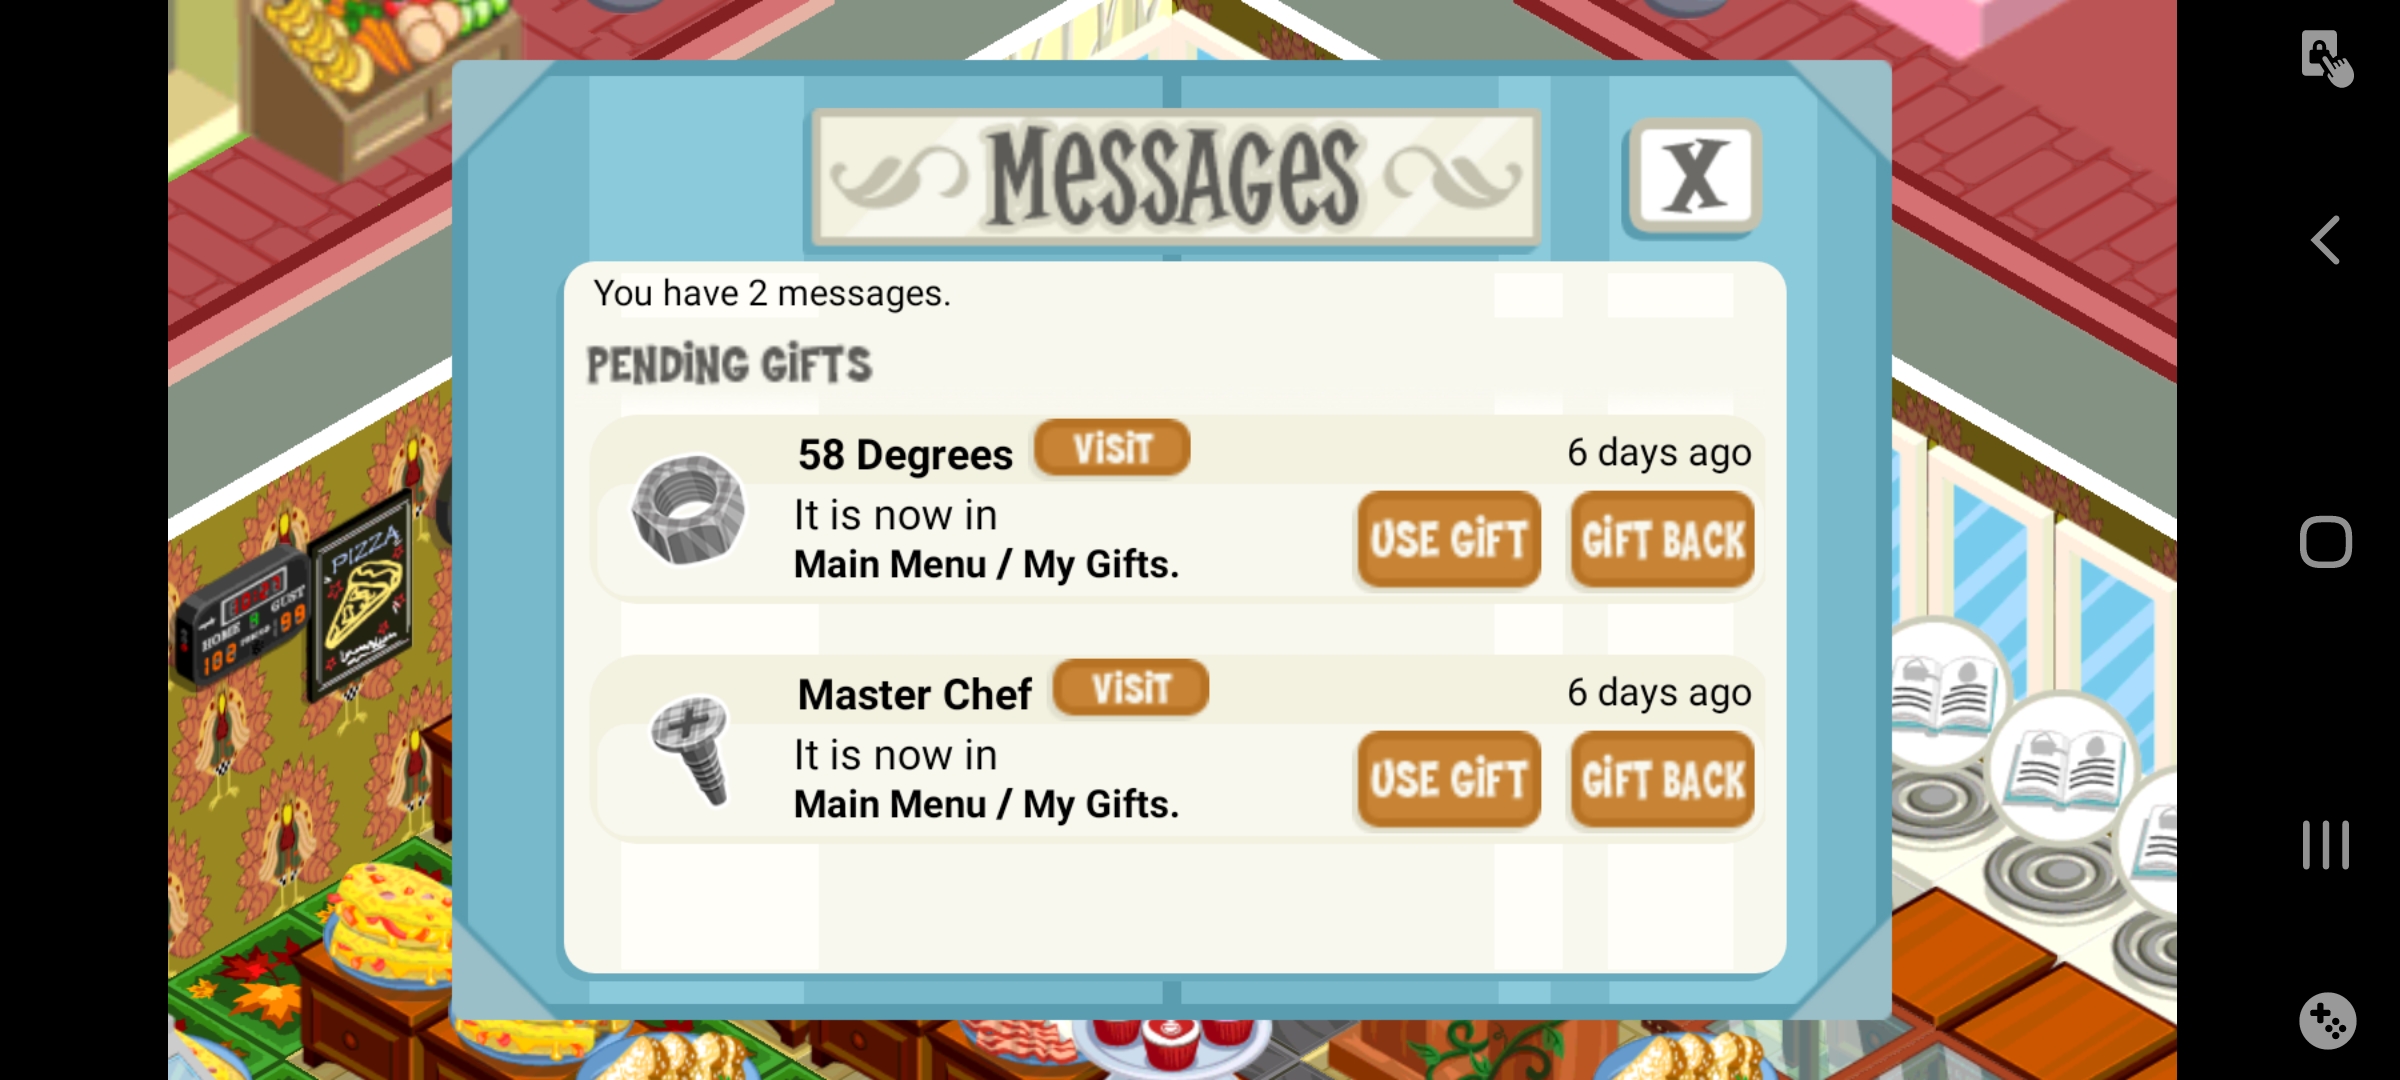 MESSAGES
X
You have 2 messages.
PENDING GIFTS
58 Degrees VISIT 6 days ago
It is now in
Main Menu / My Gifts.
USE GIFT GIFT BACK
Master Chef VISIT 6 days ago
It is now in
Main Menu / My Gifts.
USE GIFT GIFT BACK
PIZZA
HOME GUST
102 99